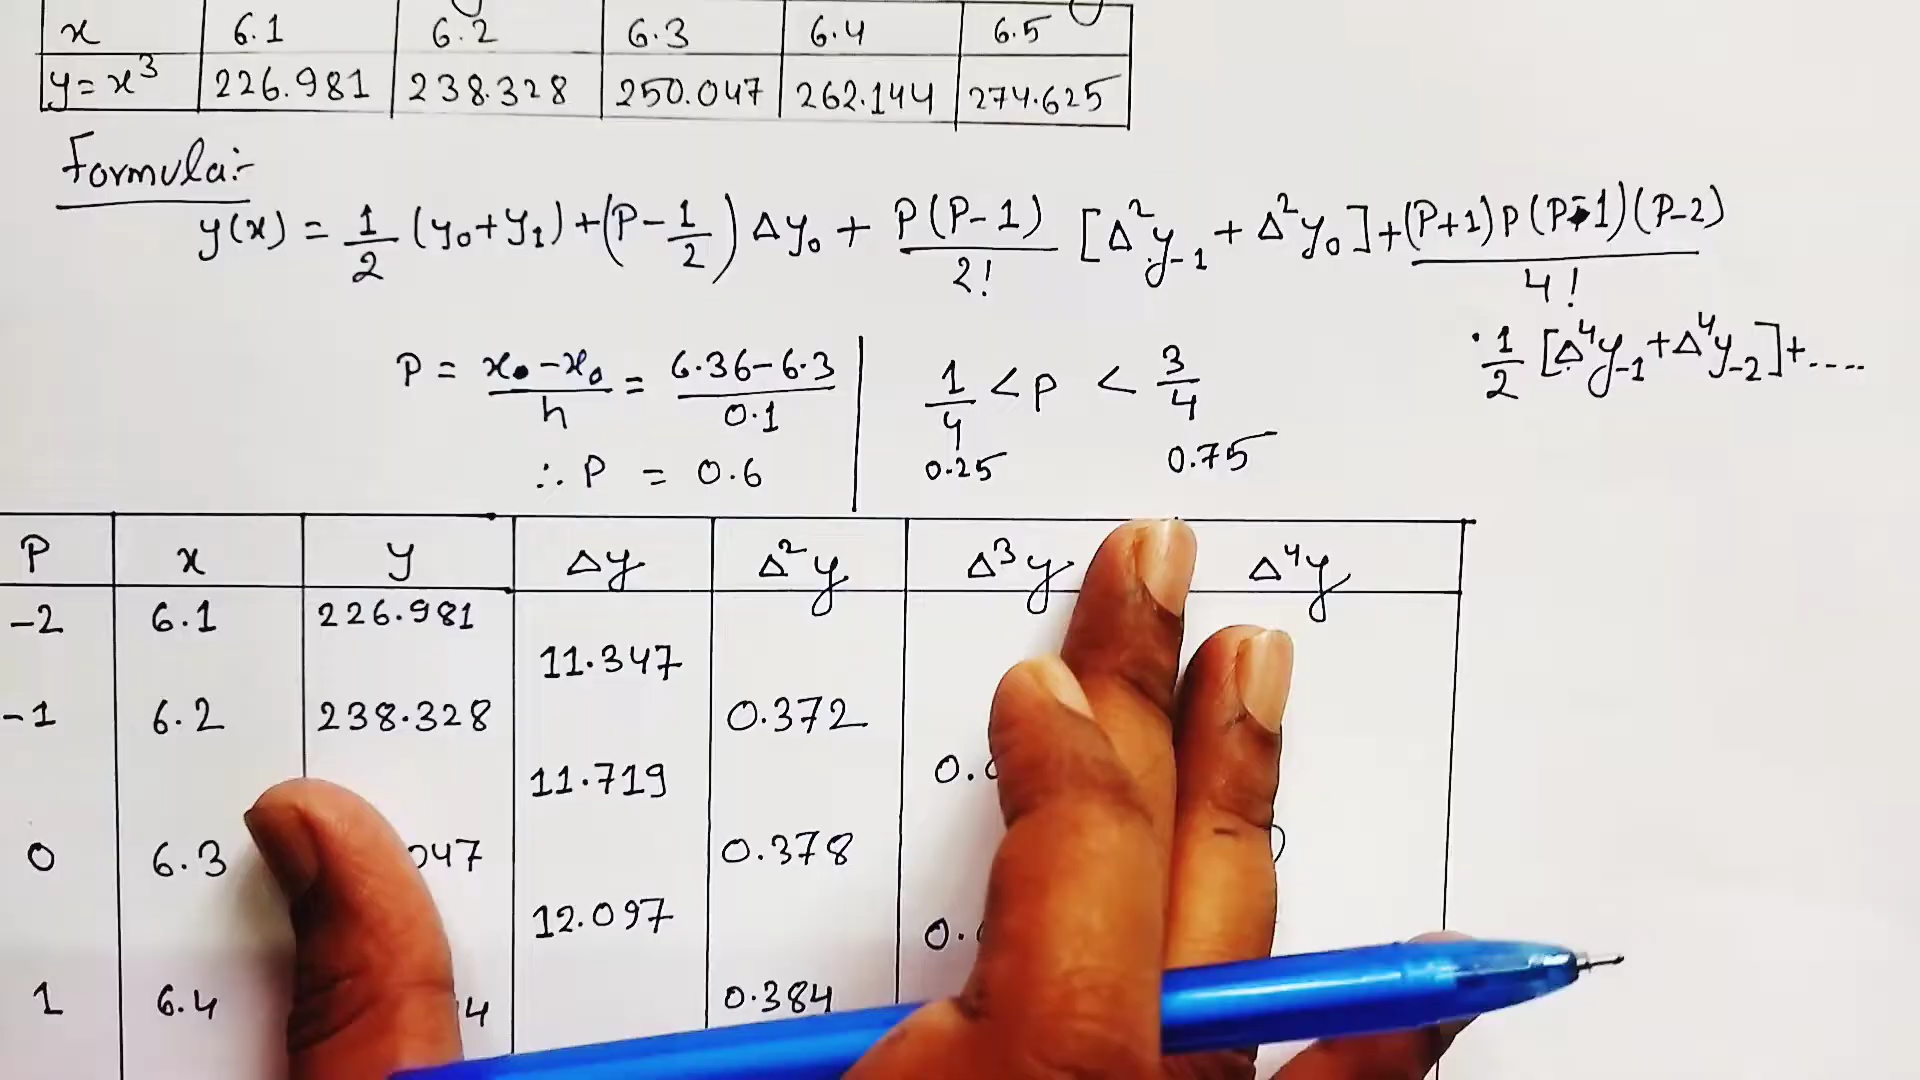 x 6.1 6.2 6.3 6.4 6.5
y=x³ 226.981 238.328 250.047 262.144 274.625
Formula:-
y(x) = 1/2 (y₀+y₁) + (P-1/2) Δy₀ + P(P-1)/2! [Δ²y₋₁ + Δ²y₀] + (P+1)P(P-1)(P-2)/4!
· 1/2 [Δ⁴y₋₁+Δ⁴y₋₂]+....
P = x-x₀/h = 6.36-6.3/0.1
1/4 < P < 3/4
∴ P = 0.6
0.25 0.75
P x y Δy Δ²y Δ³y Δ⁴y
-2 6.1 226.981
11.347
-1 6.2 238.328 0.372
11.719 0.
0 6.3 047 0.378
12.097 0.
1 6.4 4 0.384